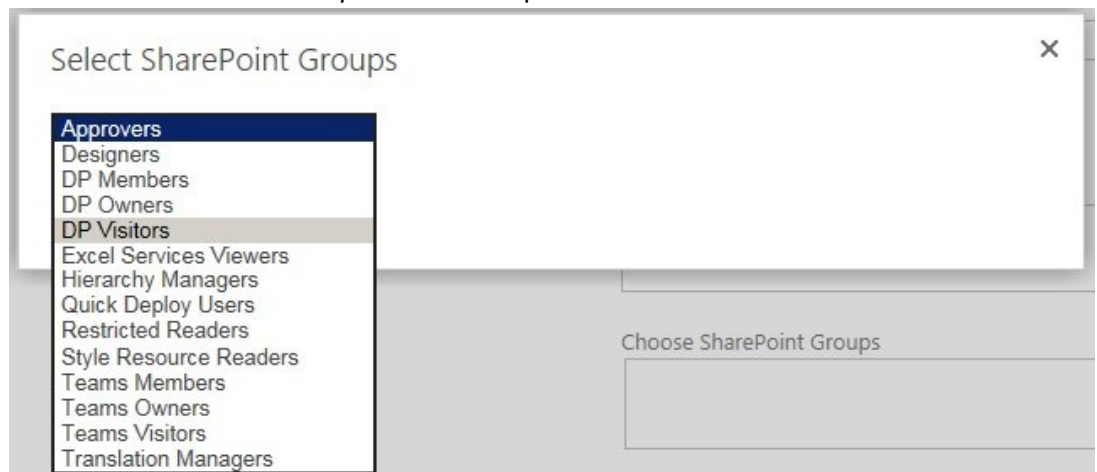 Select SharePoint Groups
Approvers
Designers
DP Members
DP Owners
DP Visitors
Excel Services Viewers
Hierarchy Managers
Quick Deploy Users
Restricted Readers
Style Resource Readers
Teams Members
Teams Owners
Teams Visitors
Translation Managers
Choose SharePoint Groups